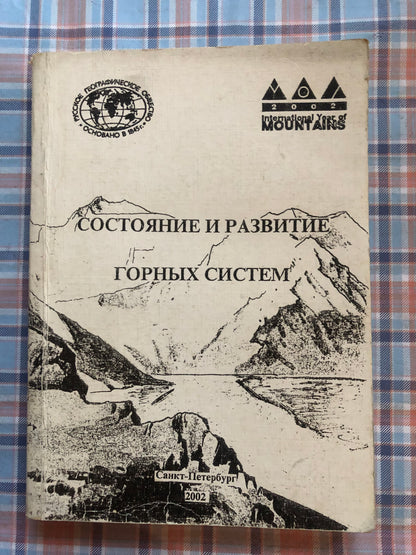 РУССКОЕ ГЕОГРАФИЧЕСКОЕ ОБЩЕСТВО
• ОСНОВАНО В 1845 г. •
2002
International Year of
MOUNTAINS
СОСТОЯНИЕ И РАЗВИТИЕ
ГОРНЫХ СИСТЕМ
Санкт-Петербург
2002